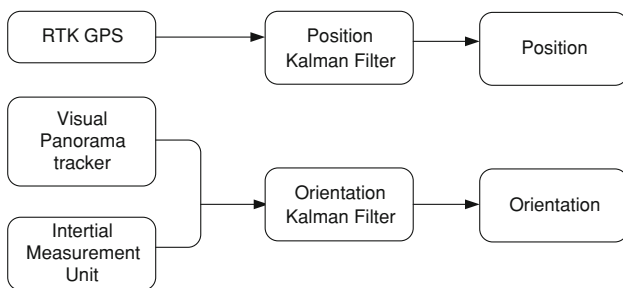 RTK GPS
Position
Kalman Filter
Position
Visual
Panorama
tracker
Orientation
Kalman Filter
Orientation
Intertial
Measurement
Unit